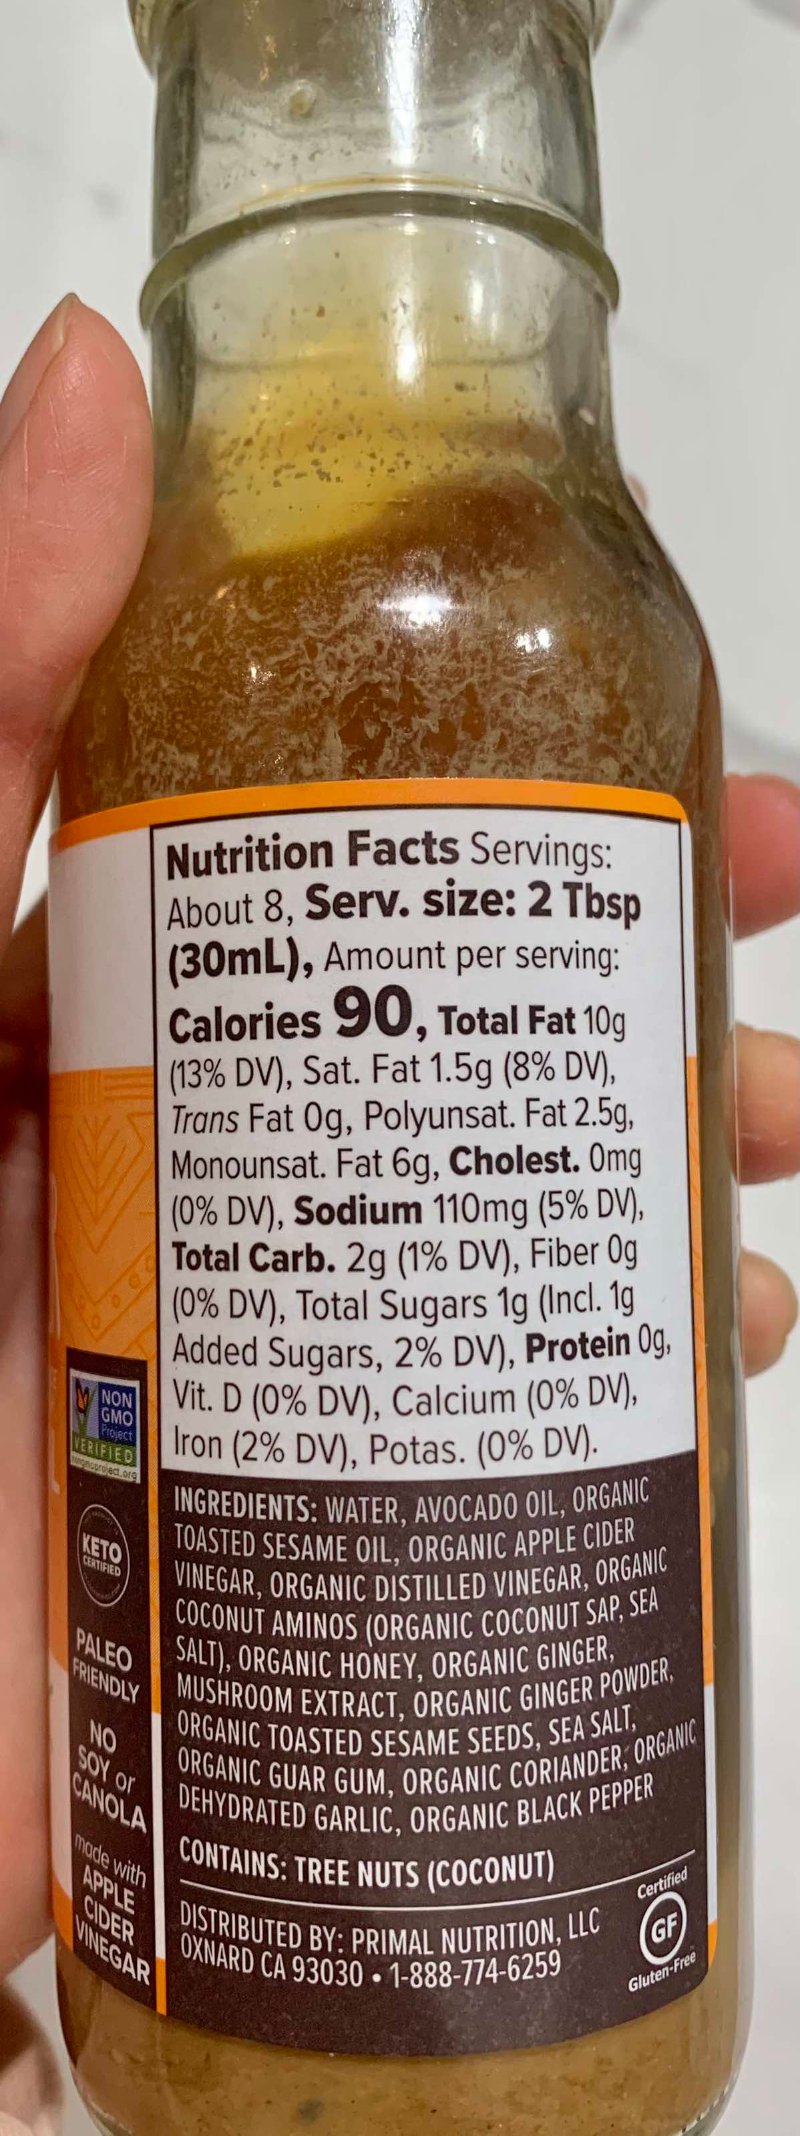 Nutrition Facts Servings:
About 8, Serv. size: 2 Tbsp
(30mL), Amount per serving:
Calories 90, Total Fat 10g
(13% DV), Sat. Fat 1.5g (8% DV),
Trans Fat 0g, Polyunsat. Fat 2.5g,
Monounsat. Fat 6g, Cholest. 0mg
(0% DV), Sodium 110mg (5% DV),
Total Carb. 2g (1% DV), Fiber 0g
(0% DV), Total Sugars 1g (Incl. 1g
Added Sugars, 2% DV), Protein 0g,
Vit. D (0% DV), Calcium (0% DV),
Iron (2% DV), Potas. (0% DV).
INGREDIENTS: WATER, AVOCADO OIL, ORGANIC
TOASTED SESAME OIL, ORGANIC APPLE CIDER
VINEGAR, ORGANIC DISTILLED VINEGAR, ORGANIC
COCONUT AMINOS (ORGANIC COCONUT SAP, SEA
SALT), ORGANIC HONEY, ORGANIC GINGER,
MUSHROOM EXTRACT, ORGANIC GINGER POWDER,
ORGANIC TOASTED SESAME SEEDS, SEA SALT,
ORGANIC GUAR GUM, ORGANIC CORIANDER, ORGANIC
DEHYDRATED GARLIC, ORGANIC BLACK PEPPER
CONTAINS: TREE NUTS (COCONUT)
DISTRIBUTED BY: PRIMAL NUTRITION, LLC
OXNARD CA 93030 • 1-888-774-6259
Certified
GF
Gluten-Free
NON
GMO
Project
VERIFIED
nongmoproject.org
KETO
CERTIFIED
PALEO
FRIENDLY
NO
SOY or
CANOLA
made with
APPLE
CIDER
VINEGAR